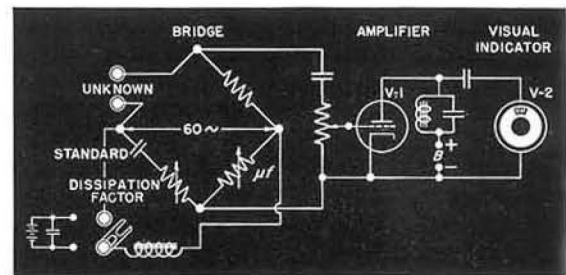 BRIDGE
AMPLIFIER
VISUAL
INDICATOR
UNKNOWN
V-1
V-2
60~
STANDARD
DISSIPATION
FACTOR
μf
+
B
−